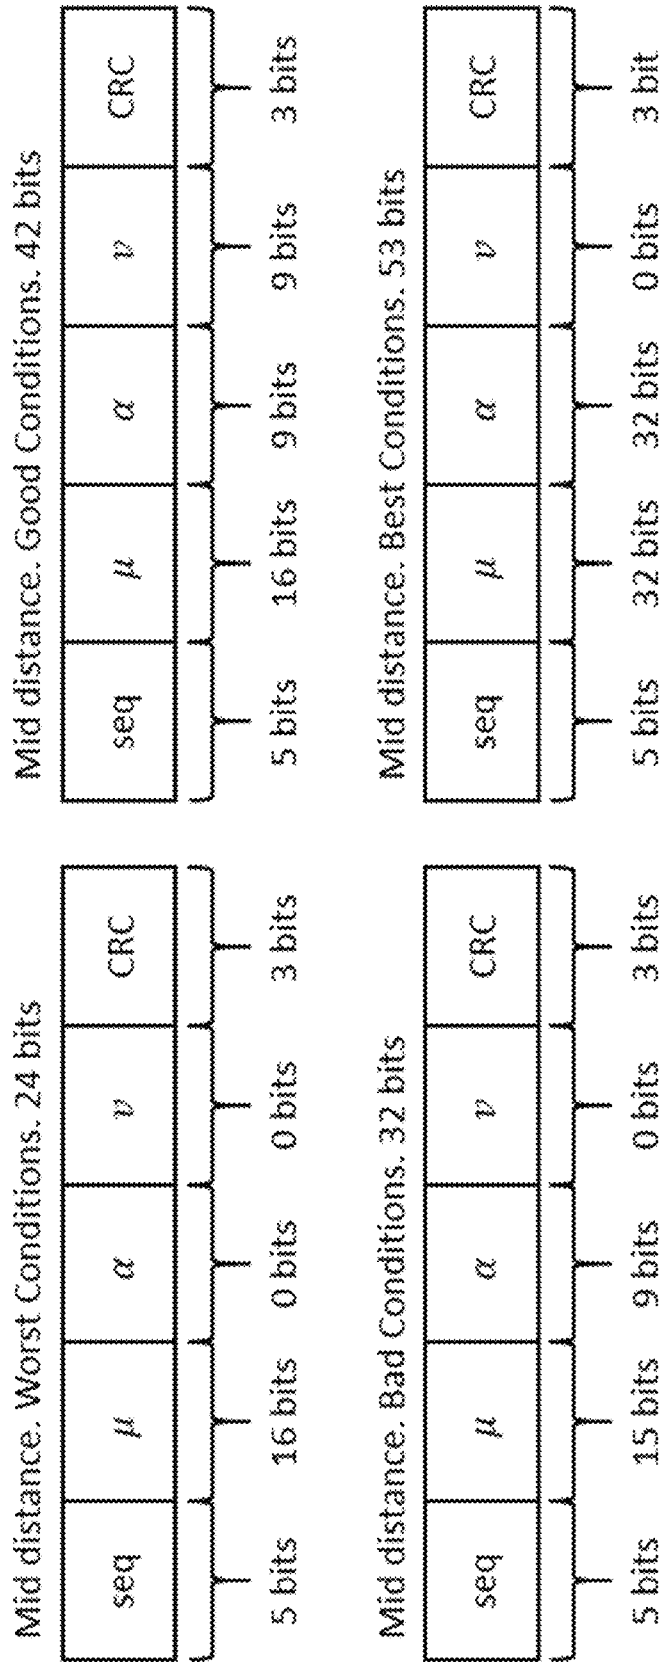 Mid distance. Worst Conditions. 24 bits
seq μ α ν CRC
5 bits 16 bits 0 bits 0 bits 3 bits
Mid distance. Good Conditions. 42 bits
seq μ α ν CRC
5 bits 16 bits 9 bits 9 bits 3 bits
Mid distance. Bad Conditions. 32 bits
seq μ α ν CRC
5 bits 15 bits 9 bits 0 bits 3 bits
Mid distance. Best Conditions. 53 bits
seq μ α ν CRC
5 bits 32 bits 32 bits 0 bits 3 bit